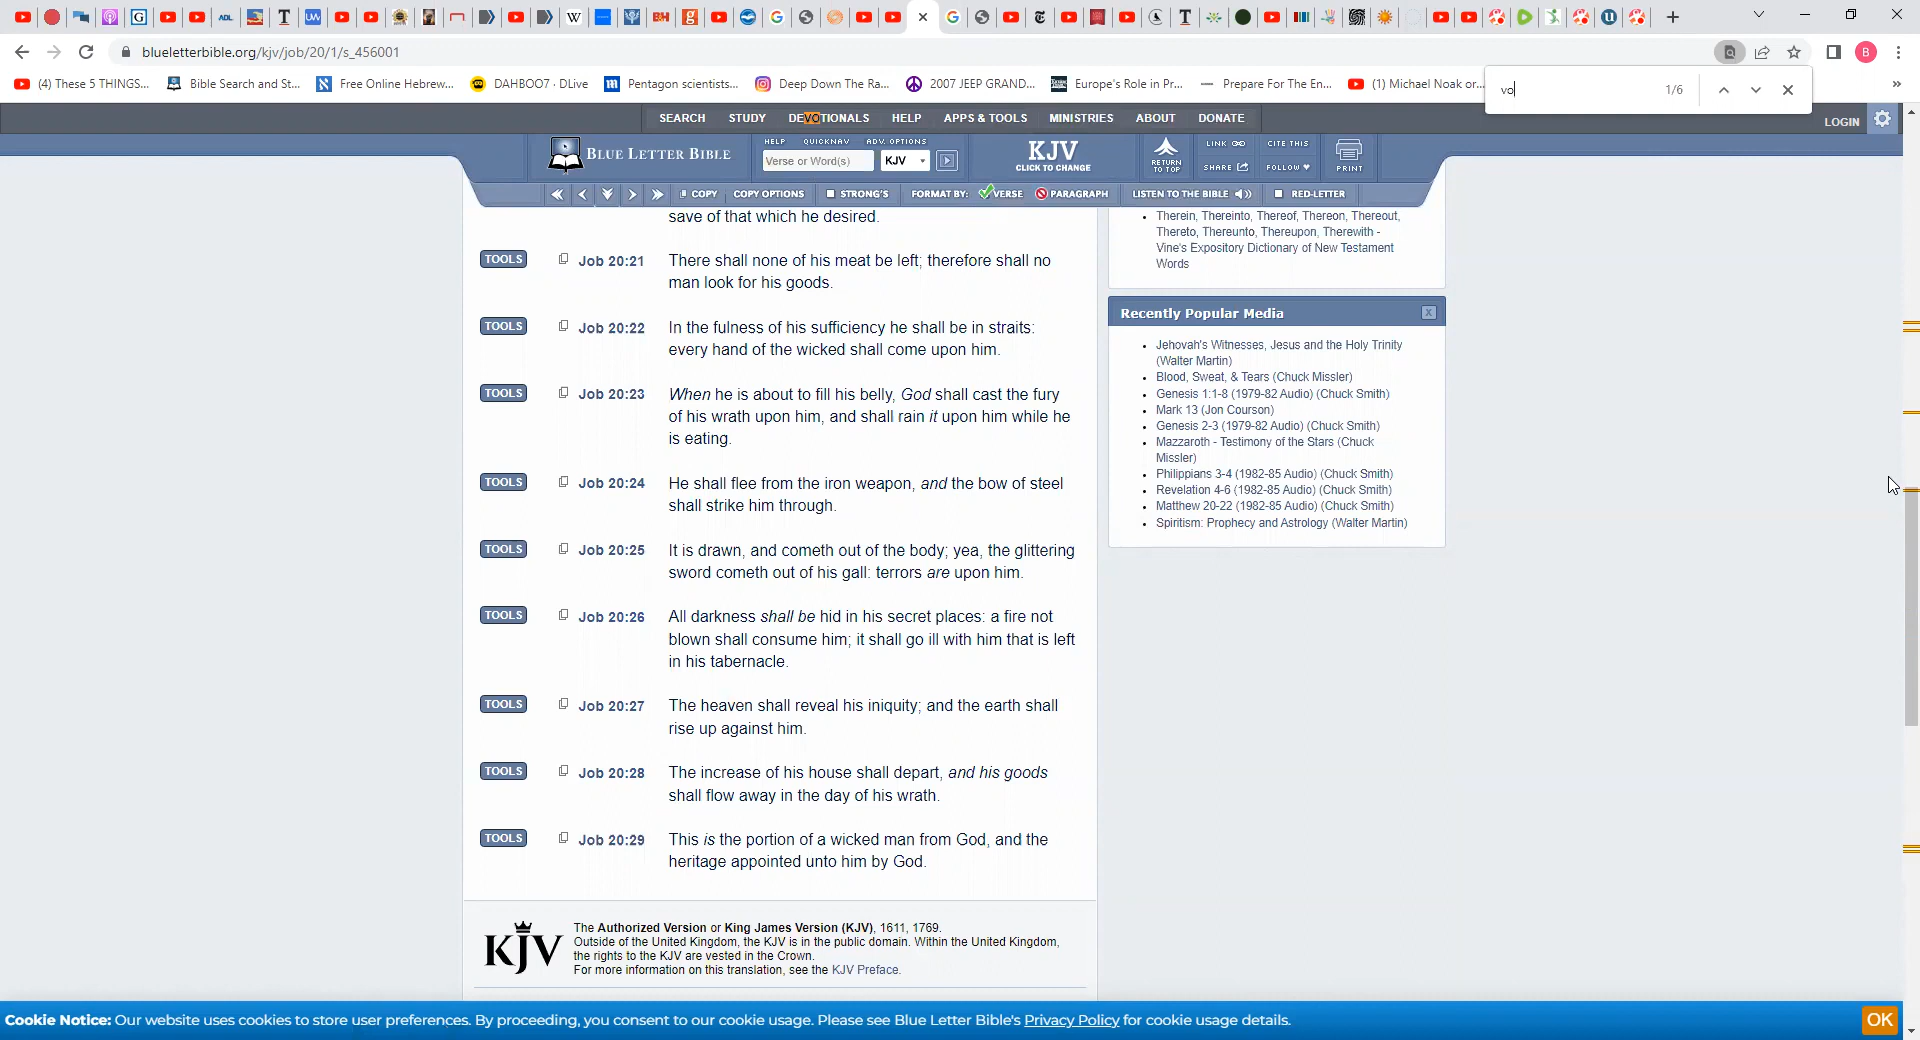 blueletterbible.org/kjv/job/20/1/s_456001
(4) These 5 THINGS...
Bible Search and St...
Free Online Hebrew...
DAHBOO7 · DLive
Pentagon scientists...
Deep Down The Ra...
2007 JEEP GRAND...
Europe's Role in Pr...
Prepare For The En...
(1) Michael Noak or...
vo
1/6
SEARCH STUDY DEVOTIONALS HELP APPS & TOOLS MINISTRIES ABOUT DONATE
LOGIN
BLUE LETTER BIBLE
HELP QUICKNAV ADV. OPTIONS
Verse or Word(s) KJV
KJV
CLICK TO CHANGE
RETURN
TO TOP
LINK CITE THIS
SHARE FOLLOW
PRINT
COPY COPY OPTIONS STRONG'S FORMAT BY: VERSE PARAGRAPH LISTEN TO THE BIBLE RED-LETTER
save of that which he desired.
TOOLS Job 20:21 There shall none of his meat be left; therefore shall no
man look for his goods.
TOOLS Job 20:22 In the fulness of his sufficiency he shall be in straits:
every hand of the wicked shall come upon him.
TOOLS Job 20:23 When he is about to fill his belly, God shall cast the fury
of his wrath upon him, and shall rain it upon him while he
is eating.
TOOLS Job 20:24 He shall flee from the iron weapon, and the bow of steel
shall strike him through.
TOOLS Job 20:25 It is drawn, and cometh out of the body; yea, the glittering
sword cometh out of his gall: terrors are upon him.
TOOLS Job 20:26 All darkness shall be hid in his secret places: a fire not
blown shall consume him; it shall go ill with him that is left
in his tabernacle.
TOOLS Job 20:27 The heaven shall reveal his iniquity; and the earth shall
rise up against him.
TOOLS Job 20:28 The increase of his house shall depart, and his goods
shall flow away in the day of his wrath.
TOOLS Job 20:29 This is the portion of a wicked man from God, and the
heritage appointed unto him by God.
KJV
The Authorized Version or King James Version (KJV), 1611, 1769.
Outside of the United Kingdom, the KJV is in the public domain. Within the United Kingdom,
the rights to the KJV are vested in the Crown.
For more information on this translation, see the KJV Preface.
Therein, Thereinto, Thereof, Thereon, Thereout,
Thereto, Thereunto, Thereupon, Therewith -
Vine's Expository Dictionary of New Testament
Words
Recently Popular Media
Jehovah's Witnesses, Jesus and the Holy Trinity
(Walter Martin)
Blood, Sweat, & Tears (Chuck Missler)
Genesis 1:1-8 (1979-82 Audio) (Chuck Smith)
Mark 13 (Jon Courson)
Genesis 2-3 (1979-82 Audio) (Chuck Smith)
Mazzaroth - Testimony of the Stars (Chuck
Missler)
Philippians 3-4 (1982-85 Audio) (Chuck Smith)
Revelation 4-6 (1982-85 Audio) (Chuck Smith)
Matthew 20-22 (1982-85 Audio) (Chuck Smith)
Spiritism: Prophecy and Astrology (Walter Martin)
Cookie Notice: Our website uses cookies to store user preferences. By proceeding, you consent to our cookie usage. Please see Blue Letter Bible's Privacy Policy for cookie usage details.
OK